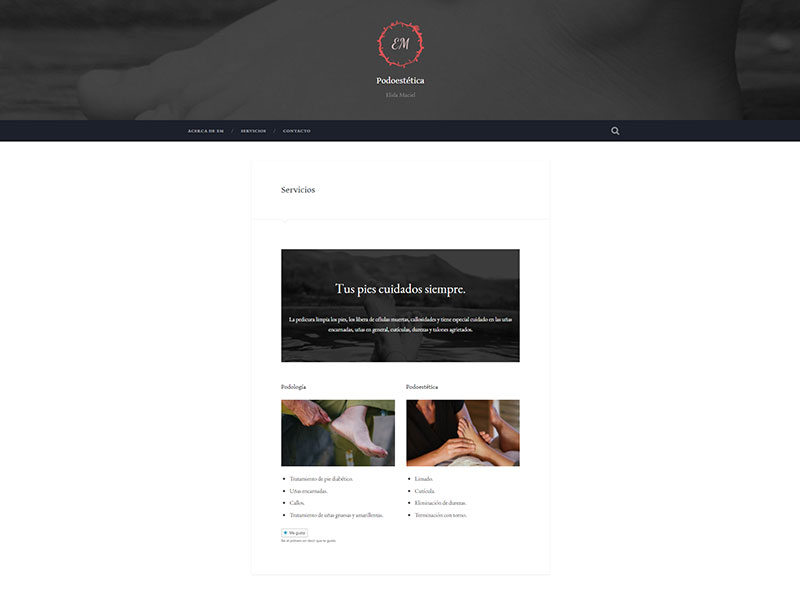 EM
Podoestética
Elida Maciel
ACERCA DE EM / SERVICIOS / CONTACTO
Servicios
Tus pies cuidados siempre.
La pedicura limpia los pies, los libera de células muertas, callosidades y tiene especial cuidado en las uñas
encarnadas, uñas en general, cutículas, durezas y talones agrietados.
Podología
Podoestética
Tratamiento de pie diabético.
Uñas encarnadas.
Callos.
Tratamiento de uñas gruesas y amarillentas.
Limado.
Cutícula.
Eliminación de durezas.
Terminación con torno.
Me gusta
Sé el primero en decir que te gusta.